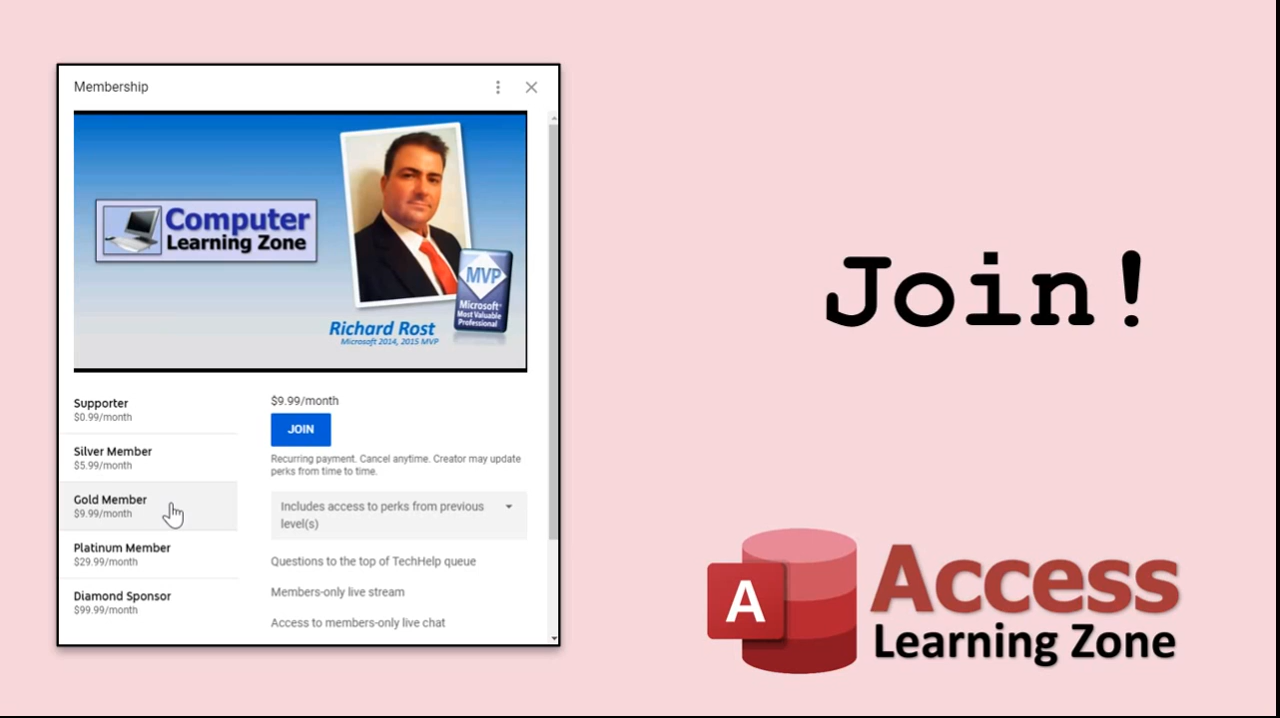 Membership
Computer
Learning Zone
MVP
Microsoft®
Most Valuable
Professional
Richard Rost
Microsoft 2014, 2015 MVP
Supporter
$0.99/month
Silver Member
$5.99/month
Gold Member
$9.99/month
Platinum Member
$29.99/month
Diamond Sponsor
$99.99/month
$9.99/month
JOIN
Recurring payment. Cancel anytime. Creator may update
perks from time to time.
Includes access to perks from previous
level(s)
Questions to the top of TechHelp queue
Members-only live stream
Access to members-only live chat
Join!
A
Access
Learning Zone